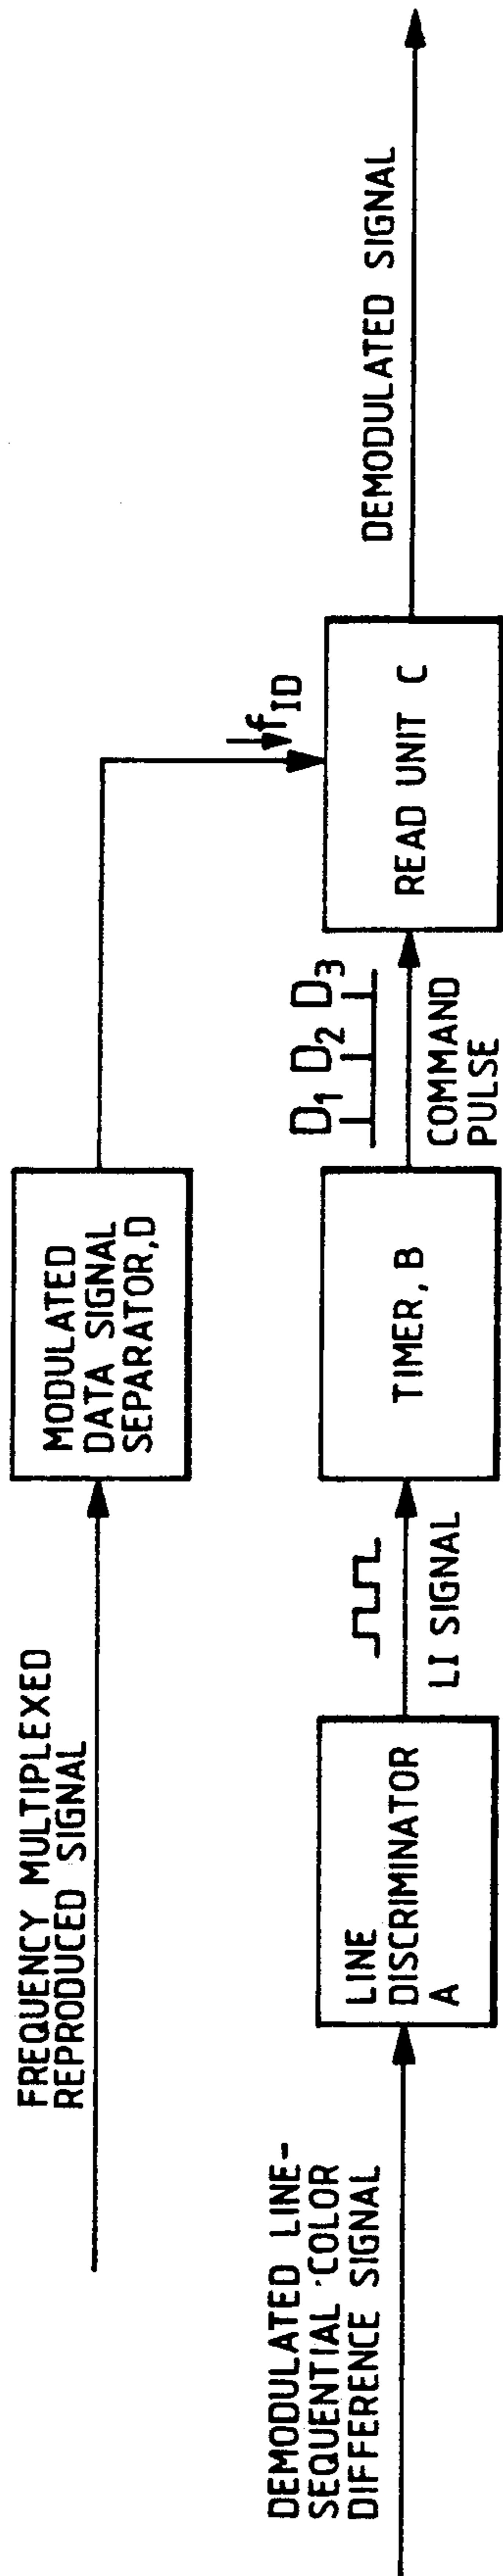 FREQUENCY MULTIPLEXED
REPRODUCED SIGNAL
MODULATED
DATA SIGNAL
SEPARATOR, D
fID
DEMODULATED LINE-
SEQUENTIAL COLOR
DIFFERENCE SIGNAL
LINE
DISCRIMINATOR
A
LI SIGNAL
TIMER, B
D1 D2 D3
COMMAND
PULSE
READ UNIT C
DEMODULATED SIGNAL